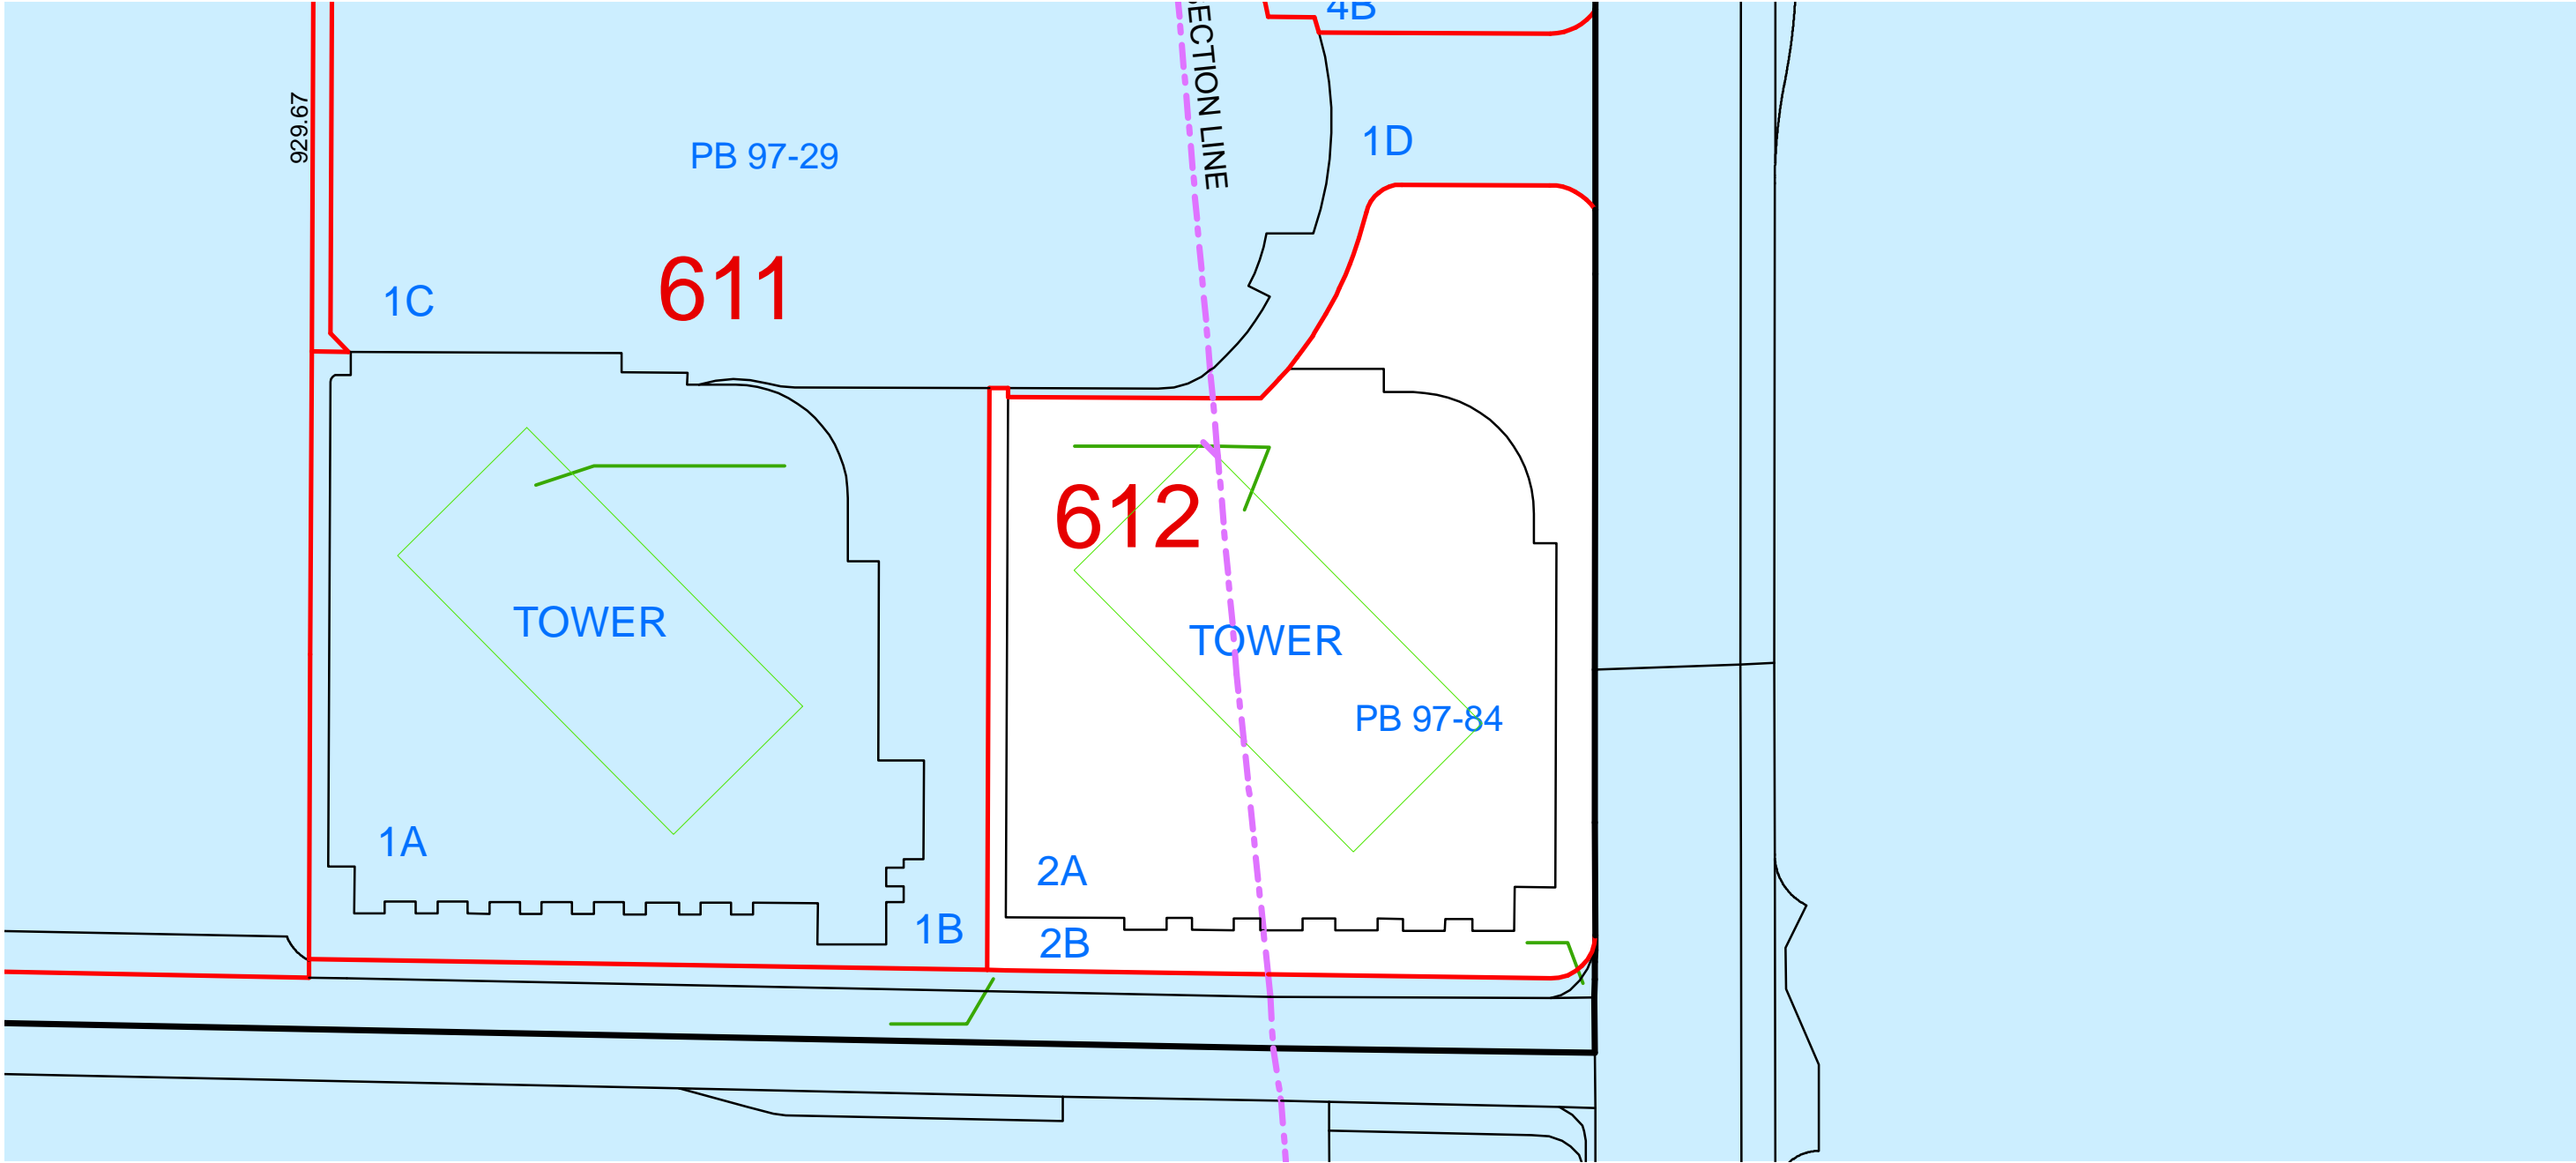 4B
ECTION LINE
929.67
PB 97-29
1D
1C
611
612
TOWER
TOWER
PB 97-84
1A
2A
1B
2B